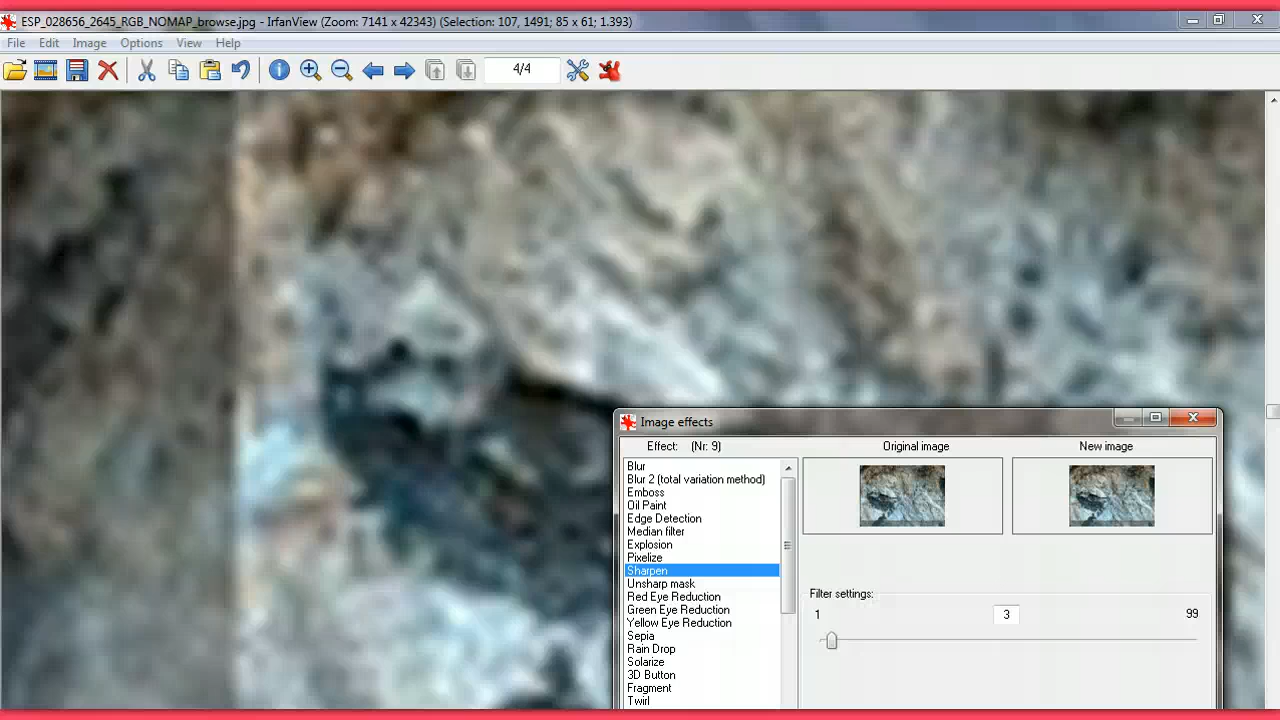 ESP_028656_2645_RGB_NOMAP_browse.jpg - IrfanView (Zoom: 7141 x 42343) (Selection: 107, 1491; 85 x 61; 1.393)
File Edit Image Options View Help
4/4
Image effects
Effect: (Nr. 9)
Original image
New image
Blur
Blur 2 (total variation method)
Emboss
Oil Paint
Edge Detection
Median filter
Explosion
Pixelize
Sharpen
Unsharp mask
Red Eye Reduction
Green Eye Reduction
Yellow Eye Reduction
Sepia
Rain Drop
Solarize
3D Button
Fragment
Twirl
Filter settings:
1 3 99